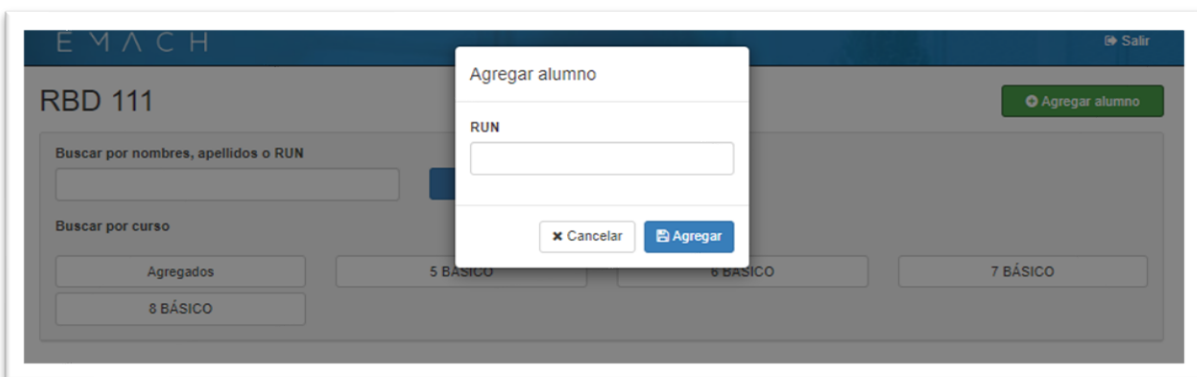 ÉMACH
Salir
Agregar alumno
RBD 111
Agregar alumno
RUN
Buscar por nombres, apellidos o RUN
Buscar por curso
Cancelar
Agregar
Agregados
5 BÁSICO
6 BÁSICO
7 BÁSICO
8 BÁSICO